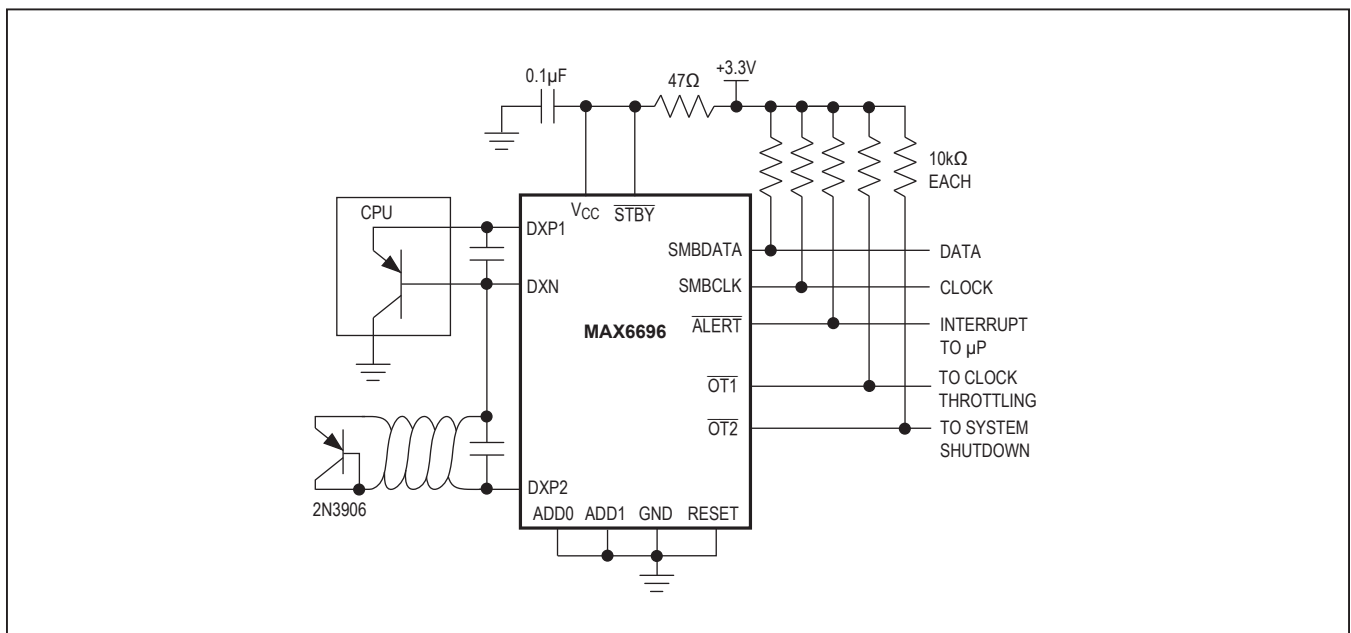 +3.3V
0.1µF
47Ω
10kΩ
EACH
CPU
VCC
STBY
DXP1
SMBDATA
DATA
DXN
SMBCLK
CLOCK
MAX6696
ALERT
INTERRUPT
TO µP
OT1
TO CLOCK
THROTTLING
OT2
TO SYSTEM
SHUTDOWN
DXP2
2N3906
ADD0
ADD1
GND
RESET